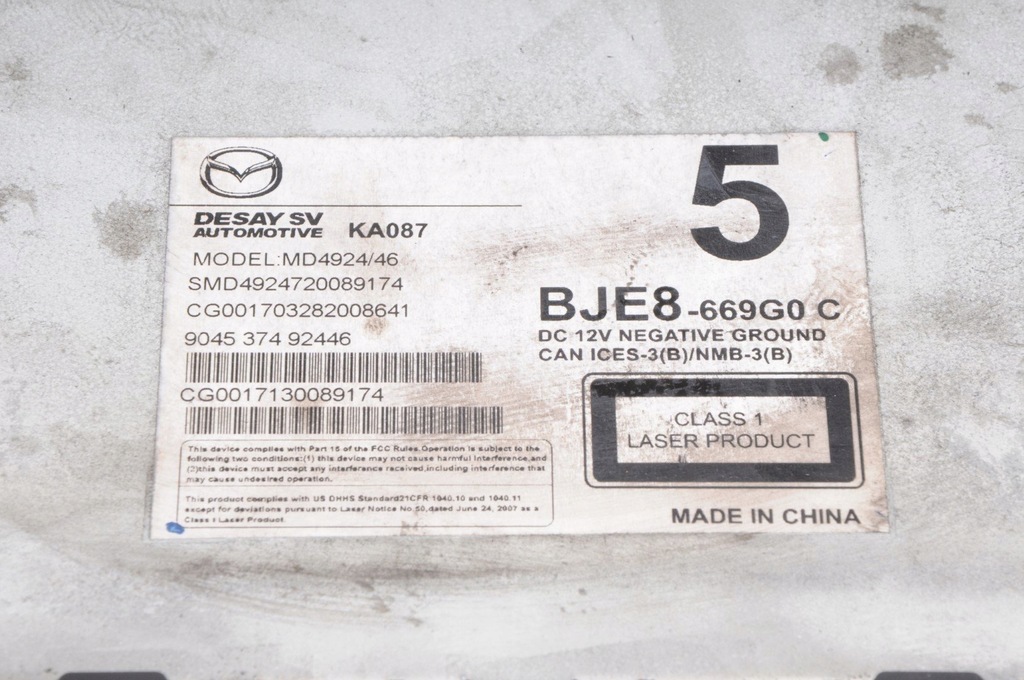 5
DESAY SV
AUTOMOTIVE KA087
MODEL:MD4924/46
SMD4924720089174
CG001703282008641
9045 374 92446
CG0017130089174
BJE8-669G0 C
DC 12V NEGATIVE GROUND
CAN ICES-3(B)/NMB-3(B)
CLASS 1
LASER PRODUCT
This device complies with Part 15 of the FCC Rules.Operation is subject to the
following two conditions:(1) this device may not cause harmful interference,and
(2)this device must accept any interference received,including interference that
may cause undesired operation.
This product complies with US DHHS Standard21CFR 1040.10 and 1040.11
except for deviations pursuant to Laser Notice No.50,dated June 24, 2007 as a
Class I Laser Product.
MADE IN CHINA